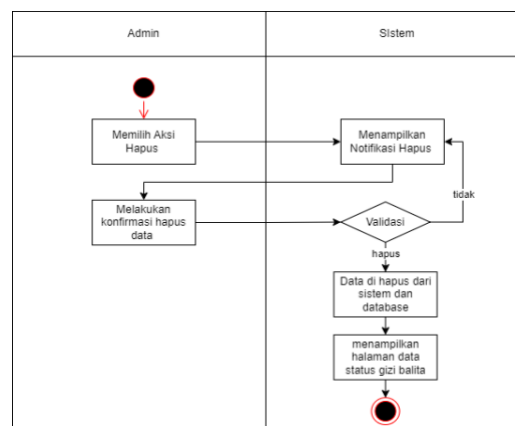 Admin
SIstem
Memilih Aksi
Hapus
Menampilkan
Notifikasi Hapus
tidak
Melakukan
konfirmasi hapus
data
Validasi
hapus
Data di hapus dari
sistem dan
database
menampilkan
halaman data
status gizi balita